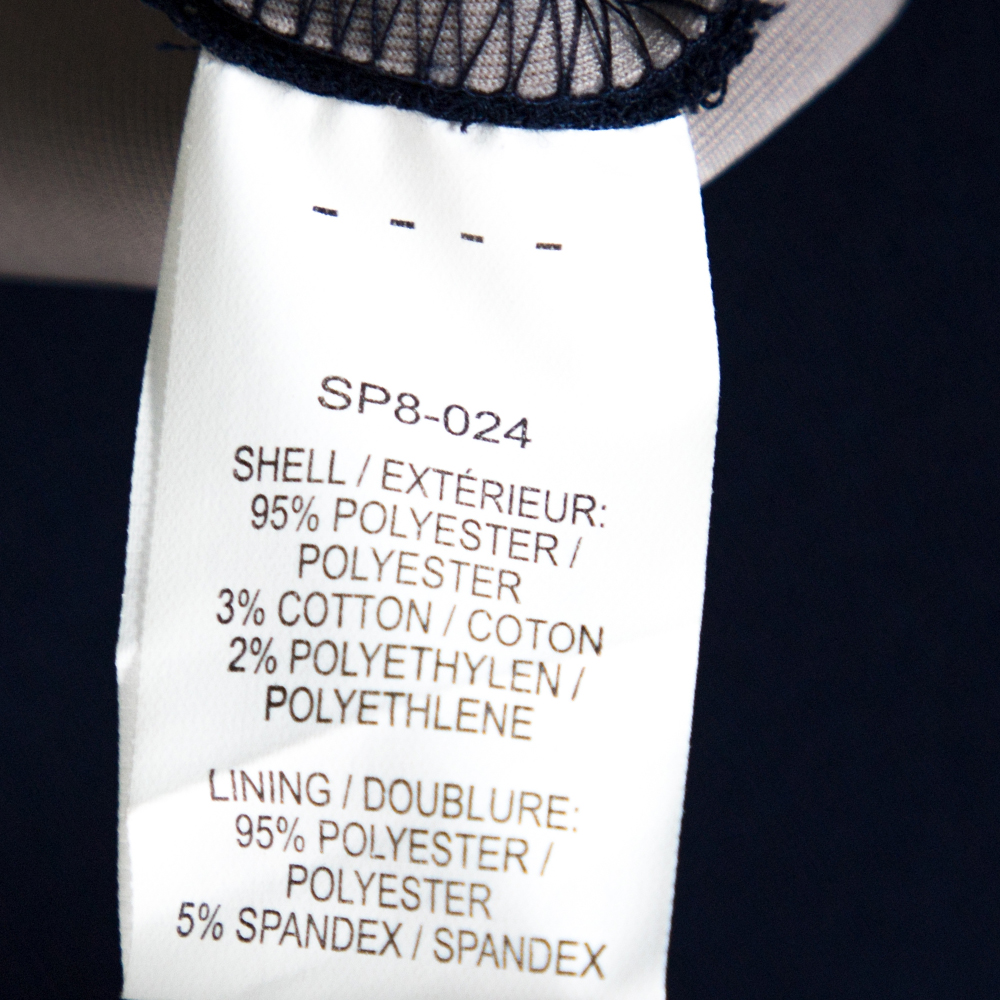 - - - -
SP8-024
SHELL / EXTÉRIEUR:
95% POLYESTER /
POLYESTER
3% COTTON / COTON
2% POLYETHYLEN /
POLYETHLENE
LINING / DOUBLURE:
95% POLYESTER /
POLYESTER
5% SPANDEX / SPANDEX